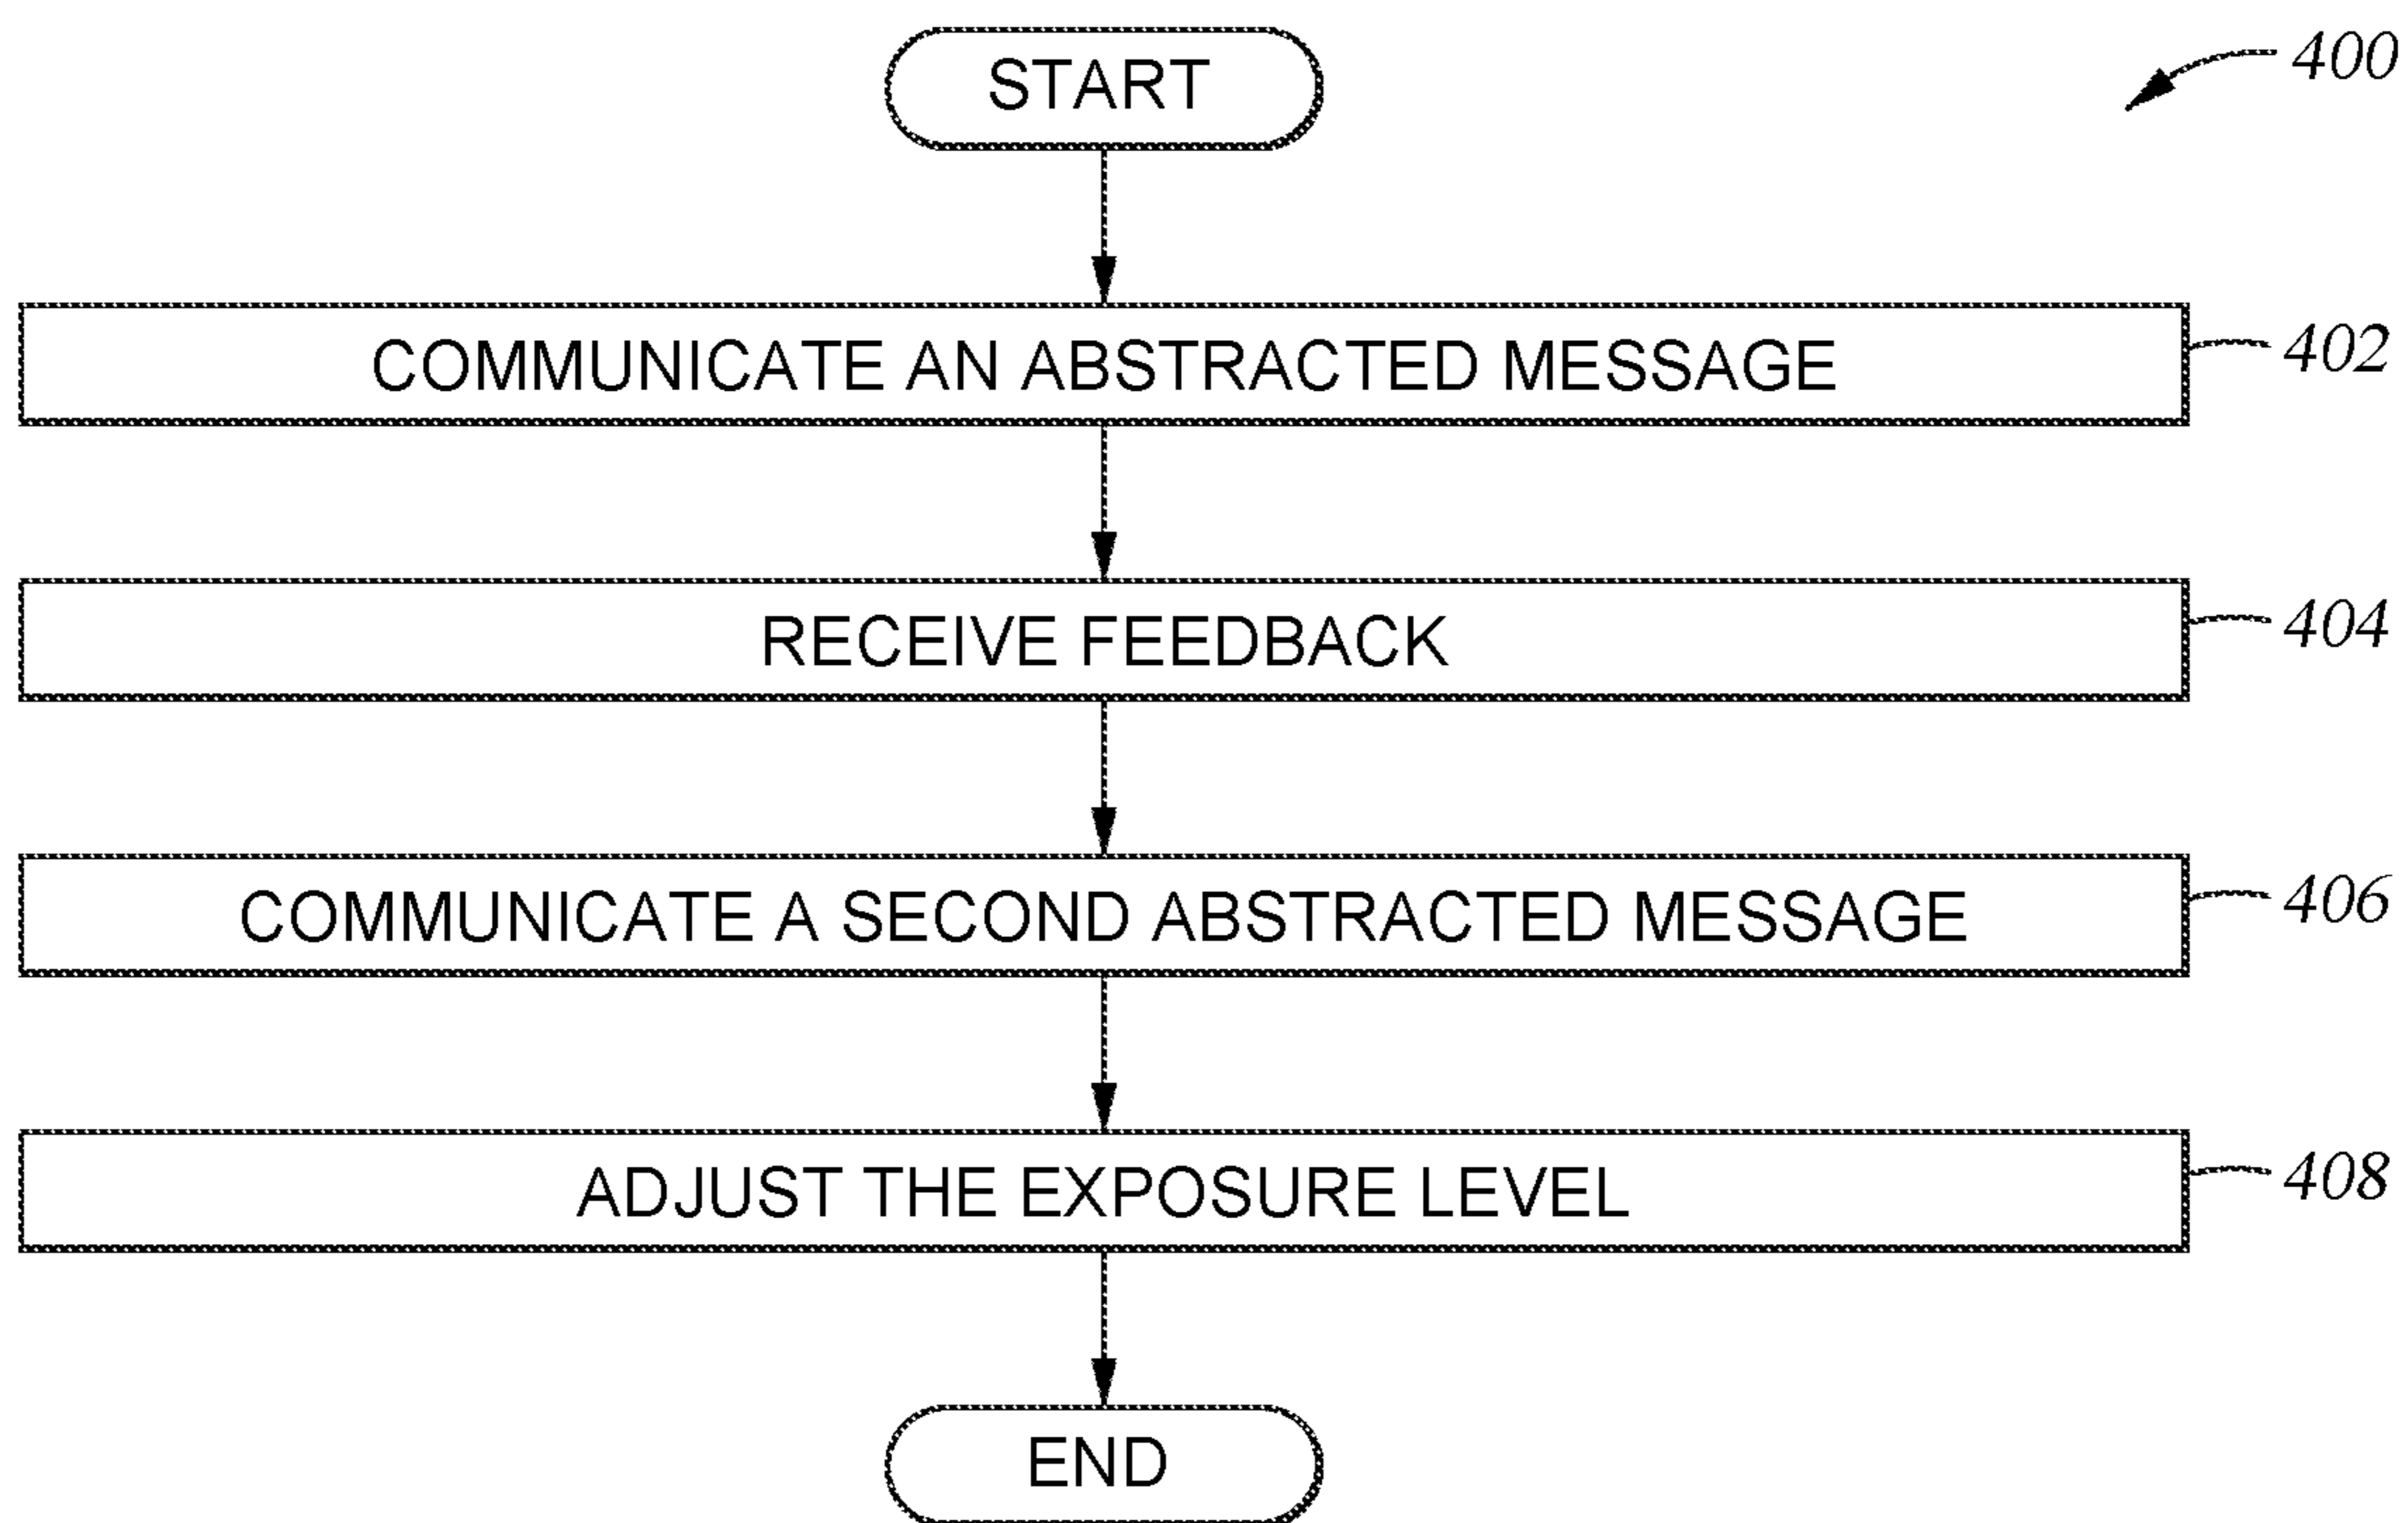 START
400
COMMUNICATE AN ABSTRACTED MESSAGE
402
RECEIVE FEEDBACK
404
COMMUNICATE A SECOND ABSTRACTED MESSAGE
406
ADJUST THE EXPOSURE LEVEL
408
END